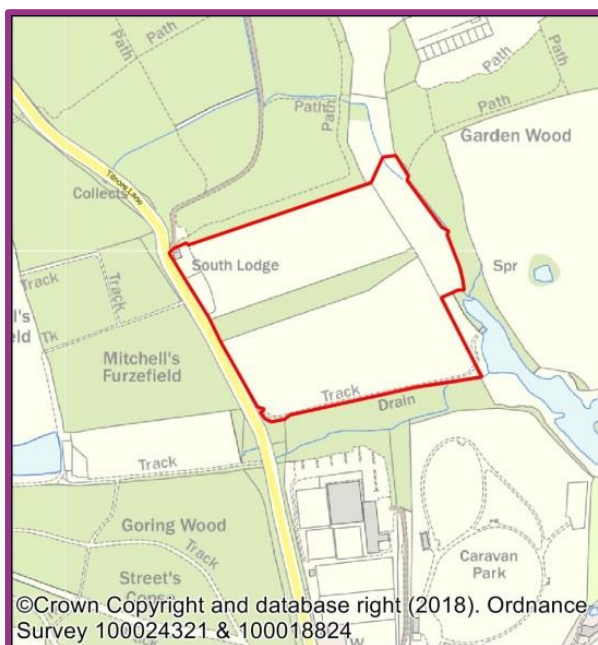 Path
Path
Path
Path
Path
Path
Garden Wood
Titnore Lane
Collects
South Lodge
Spr
Track
Track
Tk
eld
Mitchell's
Furzefield
Track
Drain
Track
Goring Wood
Track
Caravan
Park
Street's
Copse
©Crown Copyright and database right (2018). Ordnance
Survey 100024321 & 100018824